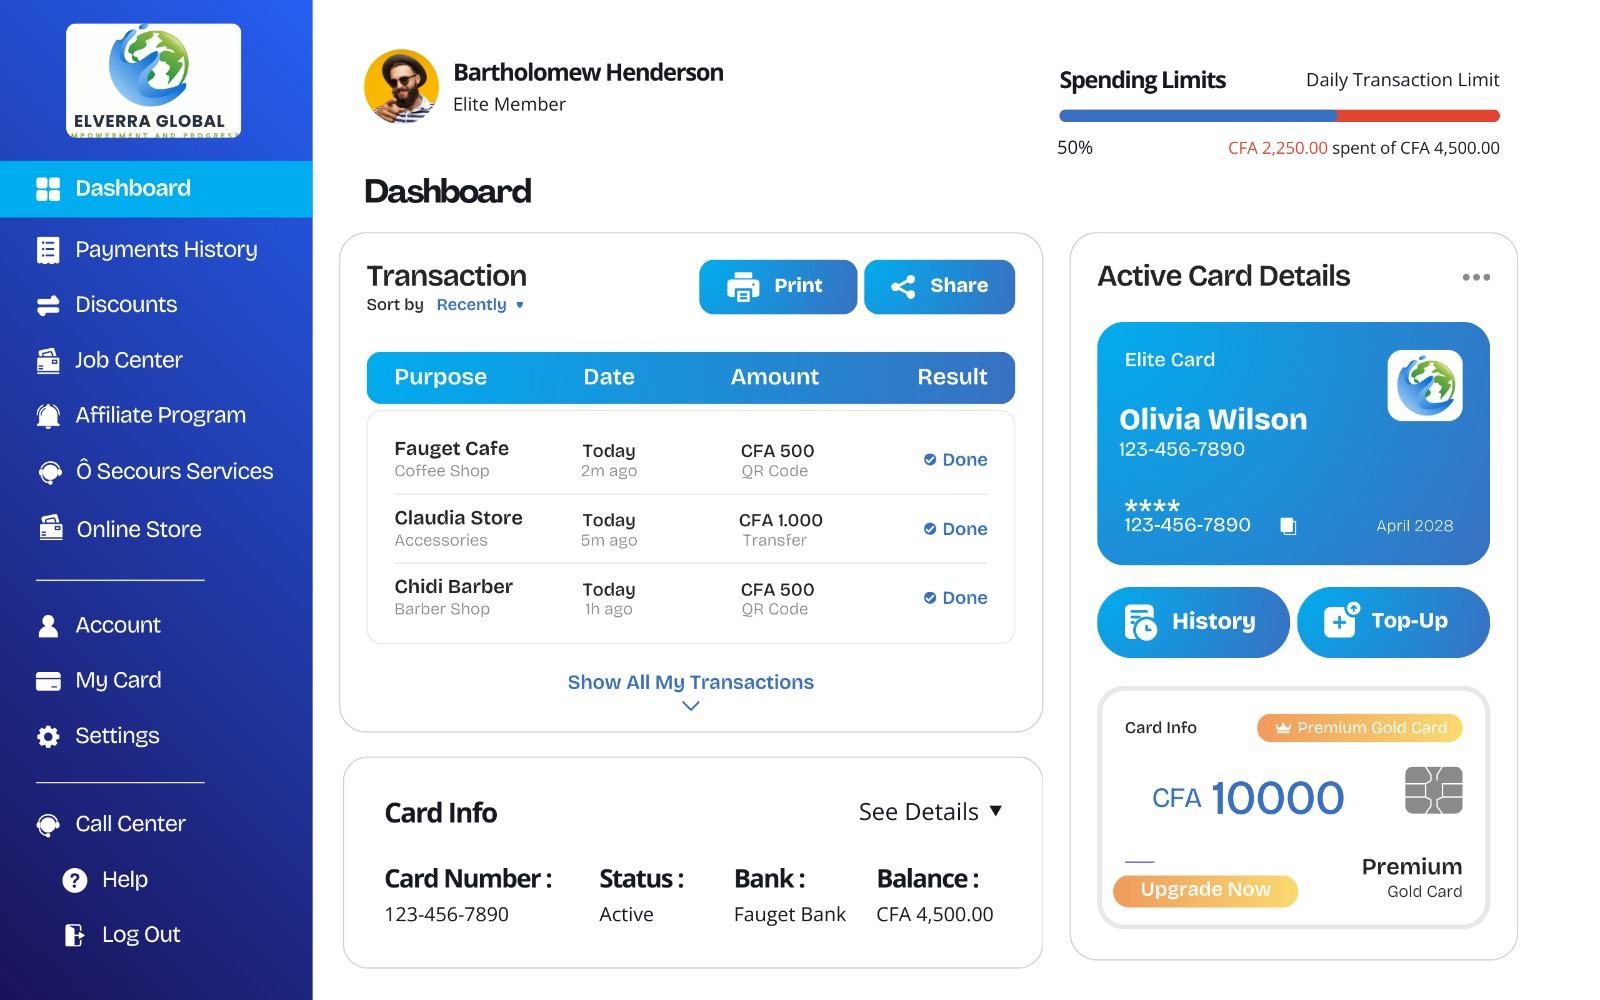 ELVERRA GLOBAL
MPOWERMENT AND PROGRESS
Dashboard
Payments History
Discounts
Job Center
Affiliate Program
Ô Secours Services
Online Store
Account
My Card
Settings
Call Center
Help
Log Out
Bartholomew Henderson
Elite Member
Spending Limits Daily Transaction Limit
50% CFA 2,250.00 spent of CFA 4,500.00
Dashboard
Transaction
Sort by Recently
Print Share
Purpose Date Amount Result
Fauget Cafe Today CFA 500 Done
Coffee Shop 2m ago QR Code
Claudia Store Today CFA 1.000 Done
Accessories 5m ago Transfer
Chidi Barber Today CFA 500 Done
Barber Shop 1h ago QR Code
Show All My Transactions
Card Info See Details
Card Number : Status : Bank : Balance :
123-456-7890 Active Fauget Bank CFA 4,500.00
Active Card Details
Elite Card
Olivia Wilson
123-456-7890
****
123-456-7890 April 2028
History Top-Up
Card Info Premium Gold Card
CFA 10000
Premium
Upgrade Now Gold Card